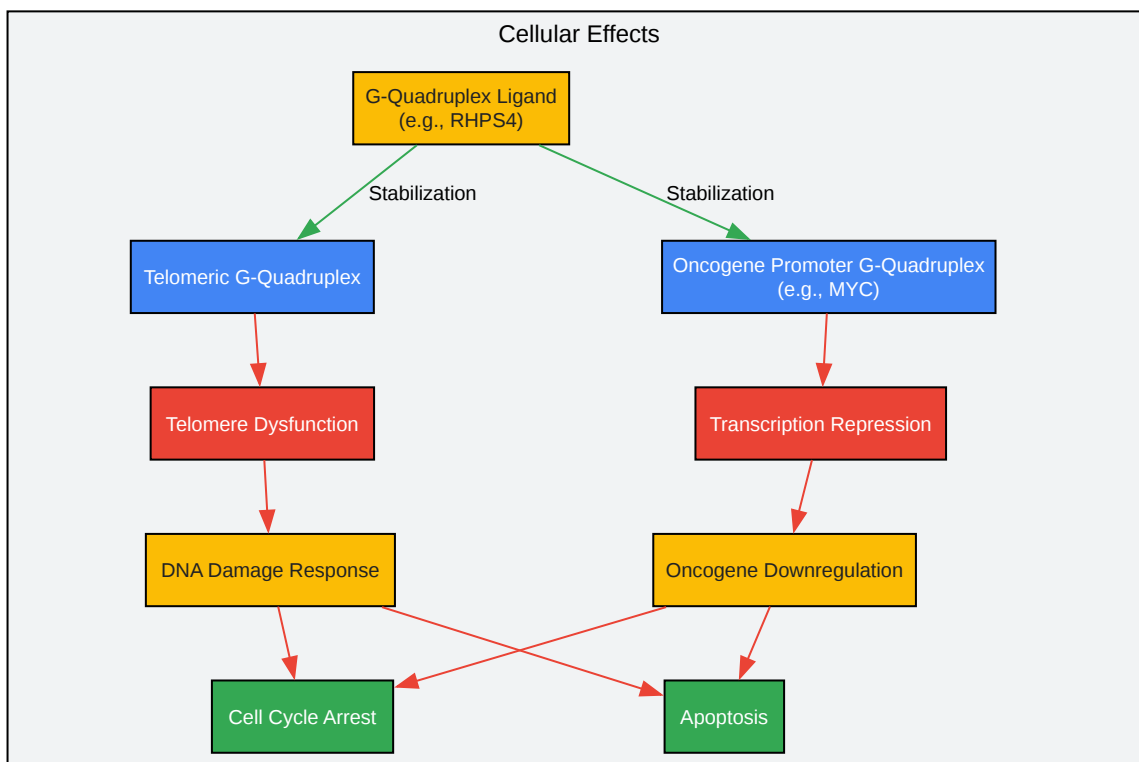 Cellular Effects
G-Quadruplex Ligand
(e.g., RHPS4)
Stabilization
Stabilization
Telomeric G-Quadruplex
Oncogene Promoter G-Quadruplex
(e.g., MYC)
Telomere Dysfunction
Transcription Repression
DNA Damage Response
Oncogene Downregulation
Cell Cycle Arrest
Apoptosis